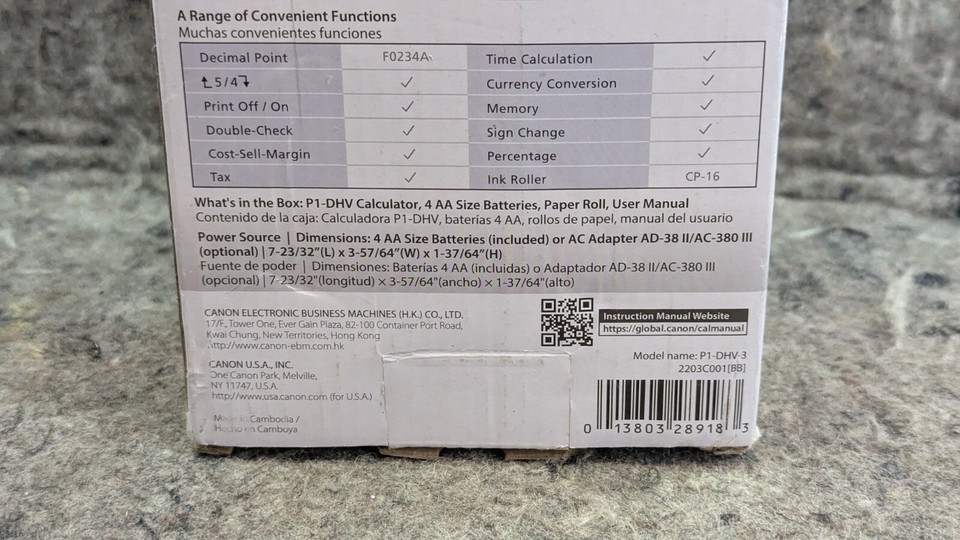 A Range of Convenient Functions
Muchas convenientes funciones
Decimal Point F0234A Time Calculation ✓
5/4 ✓ Currency Conversion ✓
Print Off / On ✓ Memory ✓
Double-Check ✓ Sign Change ✓
Cost-Sell-Margin ✓ Percentage ✓
Tax ✓ Ink Roller CP-16
What's in the Box: P1-DHV Calculator, 4 AA Size Batteries, Paper Roll, User Manual
Contenido de la caja: Calculadora P1-DHV, baterías 4 AA, rollos de papel, manual del usuario
Power Source | Dimensions: 4 AA Size Batteries (included) or AC Adapter AD-38 II/AC-380 III
(optional) | 7-23/32”(L) x 3-57/64”(W) x 1-37/64”(H)
Fuente de poder | Dimensiones: Baterías 4 AA (incluidas) o Adaptador AD-38 II/AC-380 III
(opcional) | 7-23/32"(longitud) × 3-57/64"(ancho) × 1-37/64"(alto)
CANON ELECTRONIC BUSINESS MACHINES (H.K.) CO., LTD.
17/F., Tower One, Ever Gain Plaza, 82-100 Container Port Road,
Kwai Chung, New Territories, Hong Kong
http://www.canon-ebm.com.hk
CANON U.S.A., INC.
One Canon Park, Melville,
NY 11747, U.S.A.
http://www.usa.canon.com (for U.S.A.)
Made in Cambodia /
Hecho en Camboya
Instruction Manual Website
https://global.canon/calmanual
Model name: P1-DHV-3
2203C001[BB]
0 13803 28918 3